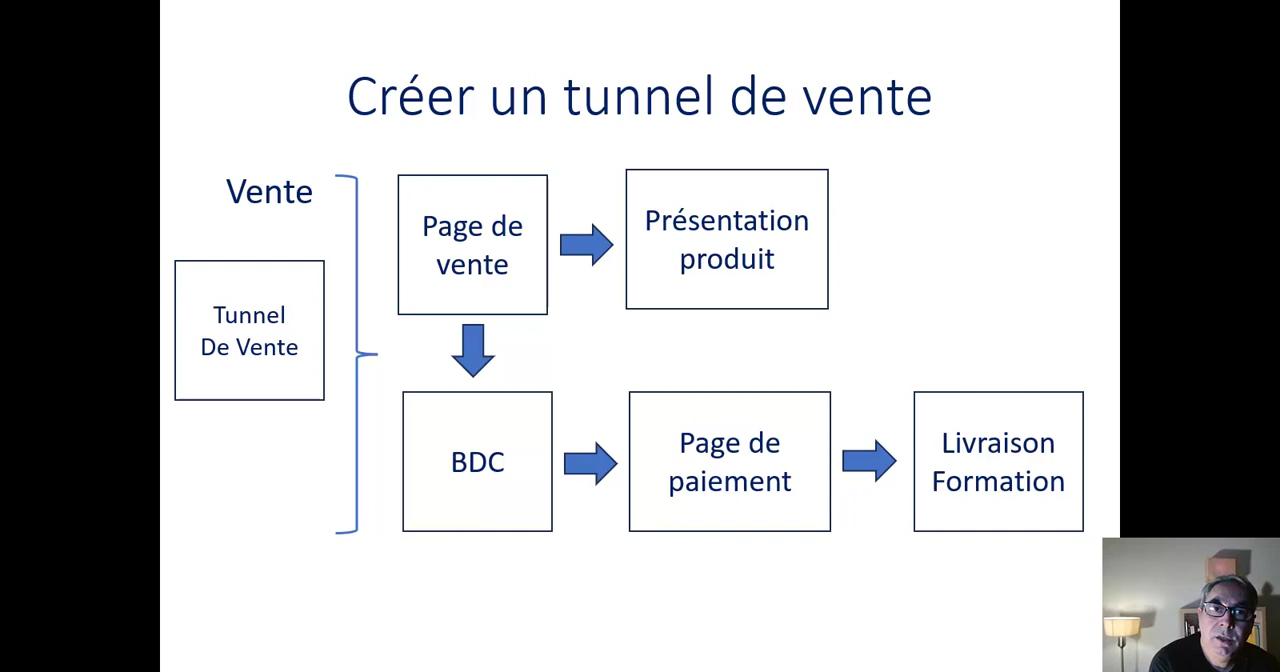 Créer un tunnel de vente
Vente
Tunnel
De Vente
Page de
vente
Présentation
produit
BDC
Page de
paiement
Livraison
Formation